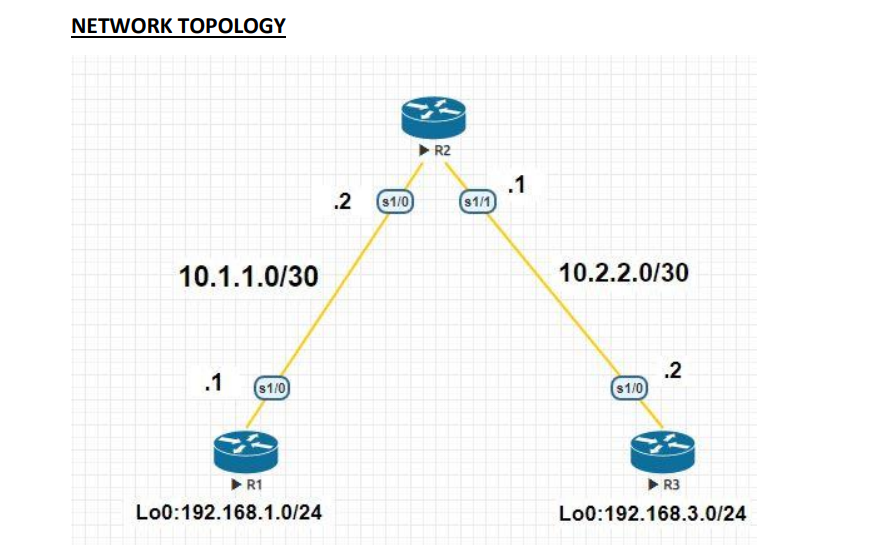 NETWORK TOPOLOGY
R2
.2
s1/0
s1/1
.1
10.1.1.0/30
10.2.2.0/30
.1
s1/0
s1/0
.2
R1
R3
Lo0:192.168.1.0/24
Lo0:192.168.3.0/24